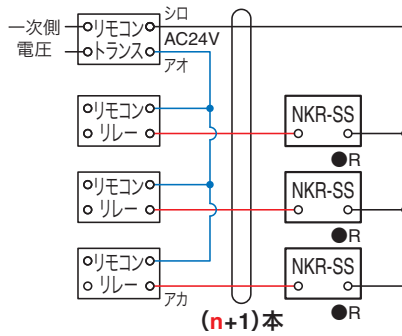 シロ
一次側
リモコン
AC24V
電圧
トランス
アオ
リモコン
リレー
NKR-SS
●R
リモコン
リレー
NKR-SS
●R
リモコン
リレー
アカ
NKR-SS
●R
(n+1)本